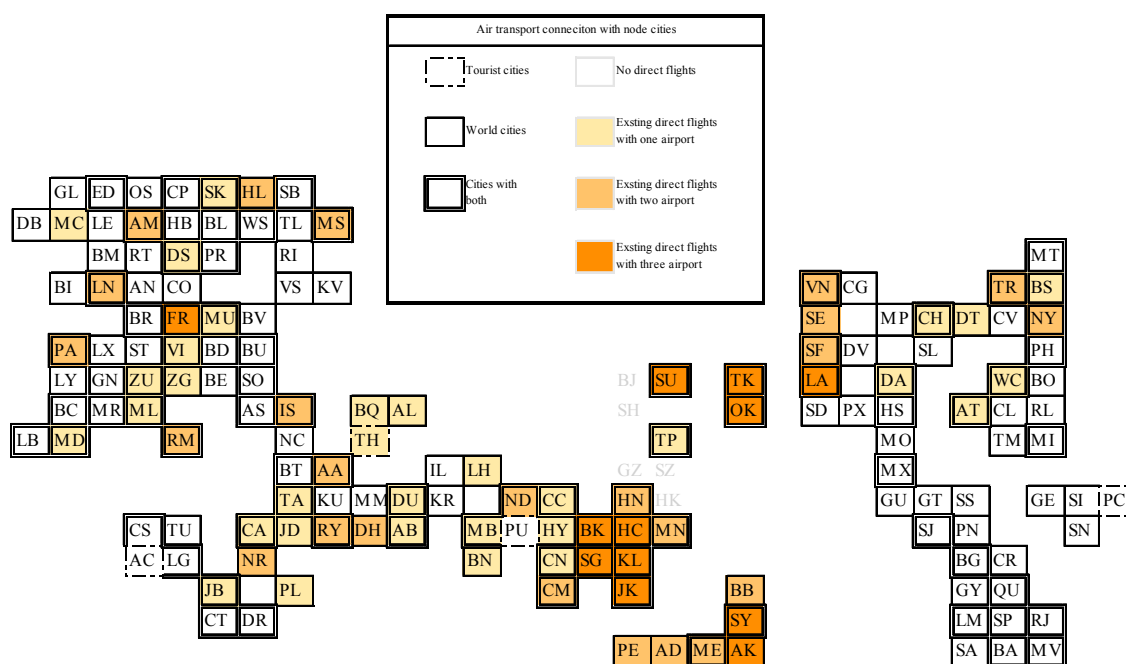 Air transport conneciton with node cities
Tourist cities
No direct flights
World cities
Exsting direct flights
with one airport
Cities with
both
Exsting direct flights
with two airport
Exsting direct flights
with three airport
GL ED OS CP SK HL SB
DB MC LE AM HB BL WS TL MS
BM RT DS PR RI MT
BI LN AN CO VS KV VN CG TR BS
BR FR MU BV SE MP CH DT CV NY
PA LX ST VI BD BU SF DV SL PH
LY GN ZU ZG BE SO BJ SU TK LA DA WC BO
BC MR ML AS IS BQ AL SH OK SD PX HS AT CL RL
LB MD RM NC TH TP MO TM MI
BT AA IL LH GZ SZ MX
TA KU MM DU KR ND CC HN HK GU GT SS GE SI PC
CS TU CA JD RY DH AB MB PU HY BK HC MN SJ PN SN
AC LG NR BN CN SG KL BG CR
JB PL CM JK BB GY QU
CT DR SY LM SP RJ
PE AD ME AK SA BA MV